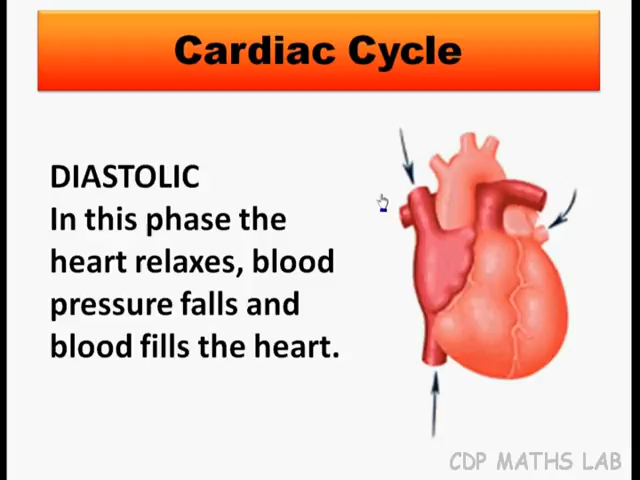 Cardiac Cycle
DIASTOLIC
In this phase the
heart relaxes, blood
pressure falls and
blood fills the heart.
CDP MATHS LAB